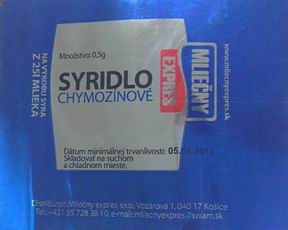 Množstvo: 0,5g
SYRIDLO
CHYMOZÍNOVÉ
NA VÝROBU SYRA
Z 25l MLIEKA
EXPRES
MLIEČNY
www.mliecnyexpres.sk
Dátum minimálnej trvanlivosti: 05.
Skladovať na suchom
a chladnom mieste.
Distribútor: Mliečny expres, s.r.o. Vozárova 1, 040 17 Košice
Tel.: +421 55 728 38 10, e-mail: mliecnyexpres@swam.sk